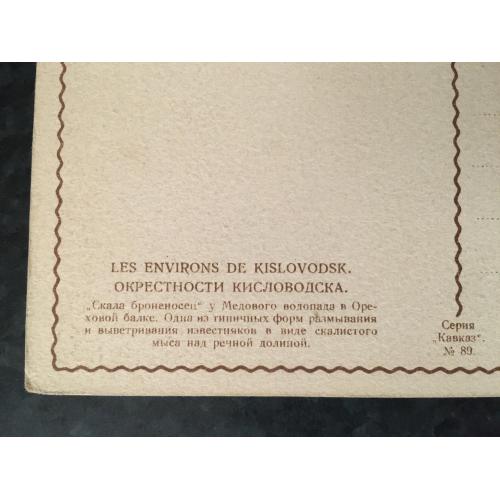 LES ENVIRONS DE KISLOVODSK.
ОКРЕСТНОСТИ КИСЛОВОДСКА.
„Скала броненосец“ у Медового водопада в Оре-
ховой балке. Одна из типичных форм размывания
и выветривания известняков в виде скалистого
мыса над речной долиной.
Серия
„Кавказ“.
№ 89.